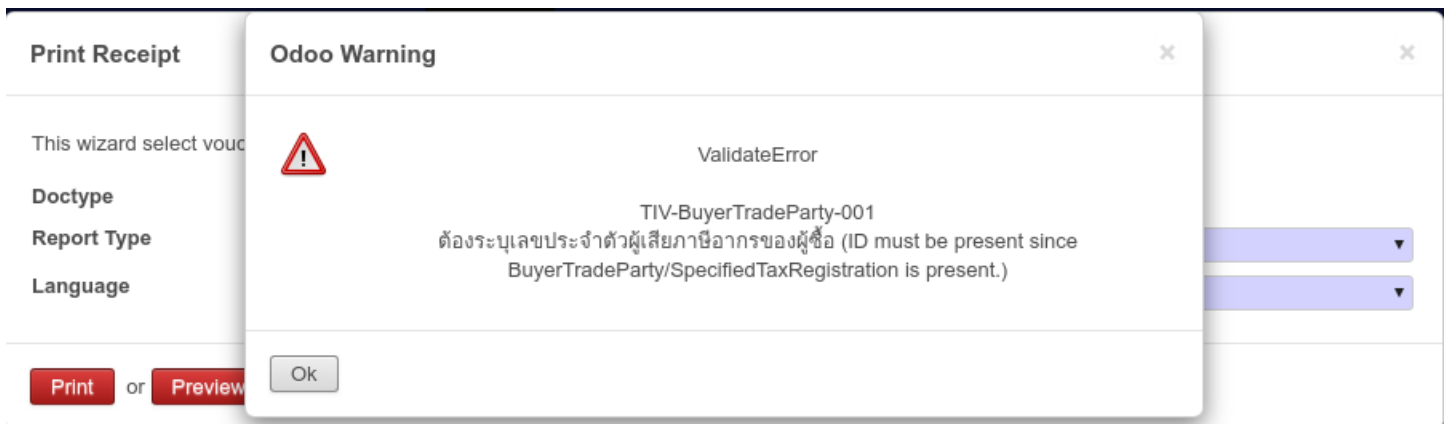 Print Receipt
Odoo Warning
×
×
This wizard select vouc
ValidateError
Doctype
TIV-BuyerTradeParty-001
Report Type
ต้องระบุเลขประจำตัวผู้เสียภาษีอากรของผู้ซื้อ (ID must be present since
BuyerTradeParty/SpecifiedTaxRegistration is present.)
Language
Ok
Print or Preview